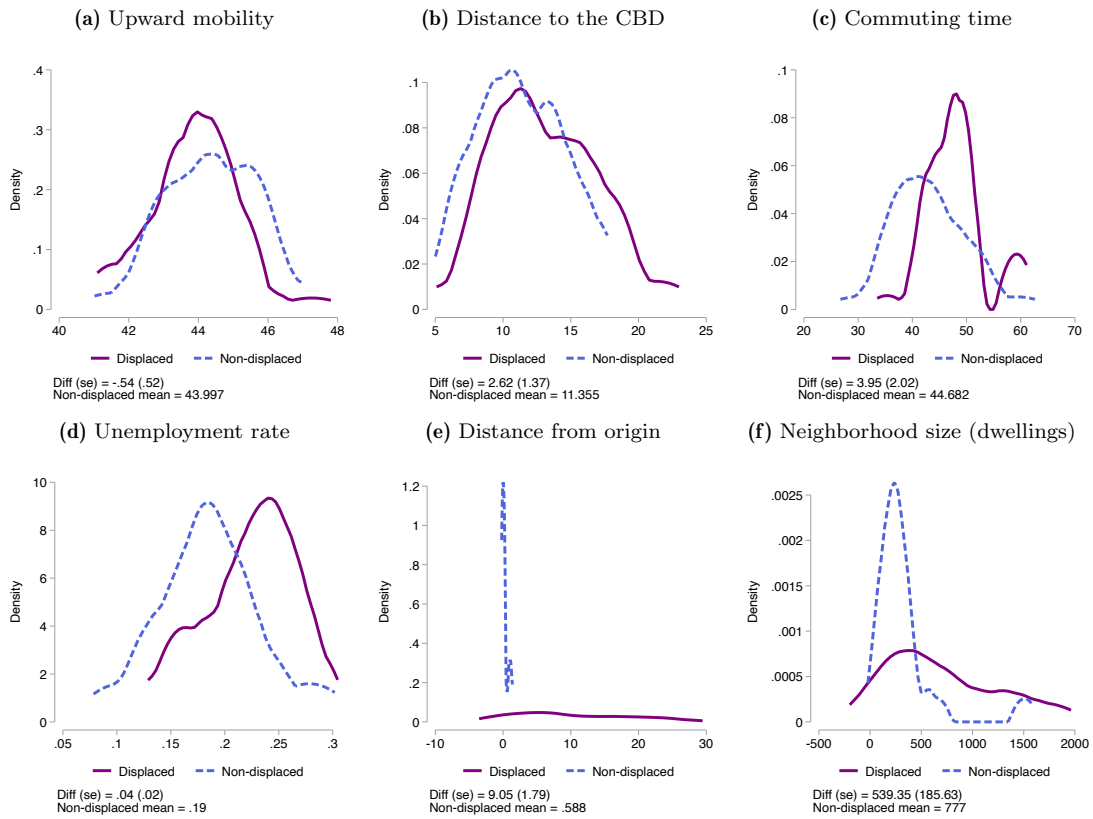 (a) Upward mobility
(b) Distance to the CBD
(c) Commuting time
.4
.3
.2
.1
0
Density
40 42 44 46 48
Displaced Non-displaced
Diff (se) = -.54 (.52)
Non-displaced mean = 43.997
.1
.08
.06
.04
.02
0
Density
5 10 15 20 25
Displaced Non-displaced
Diff (se) = 2.62 (1.37)
Non-displaced mean = 11.355
.1
.08
.06
.04
.02
0
Density
20 30 40 50 60 70
Displaced Non-displaced
Diff (se) = 3.95 (2.02)
Non-displaced mean = 44.682
(d) Unemployment rate
(e) Distance from origin
(f) Neighborhood size (dwellings)
10
8
6
4
2
0
Density
.05 .1 .15 .2 .25 .3
Displaced Non-displaced
Diff (se) = .04 (.02)
Non-displaced mean = .19
1.2
1
.8
.6
.4
.2
0
Density
-10 0 10 20 30
Displaced Non-displaced
Diff (se) = 9.05 (1.79)
Non-displaced mean = .588
.0025
.002
.0015
.001
.0005
0
Density
-500 0 500 1000 1500 2000
Displaced Non-displaced
Diff (se) = 539.35 (185.63)
Non-displaced mean = 777